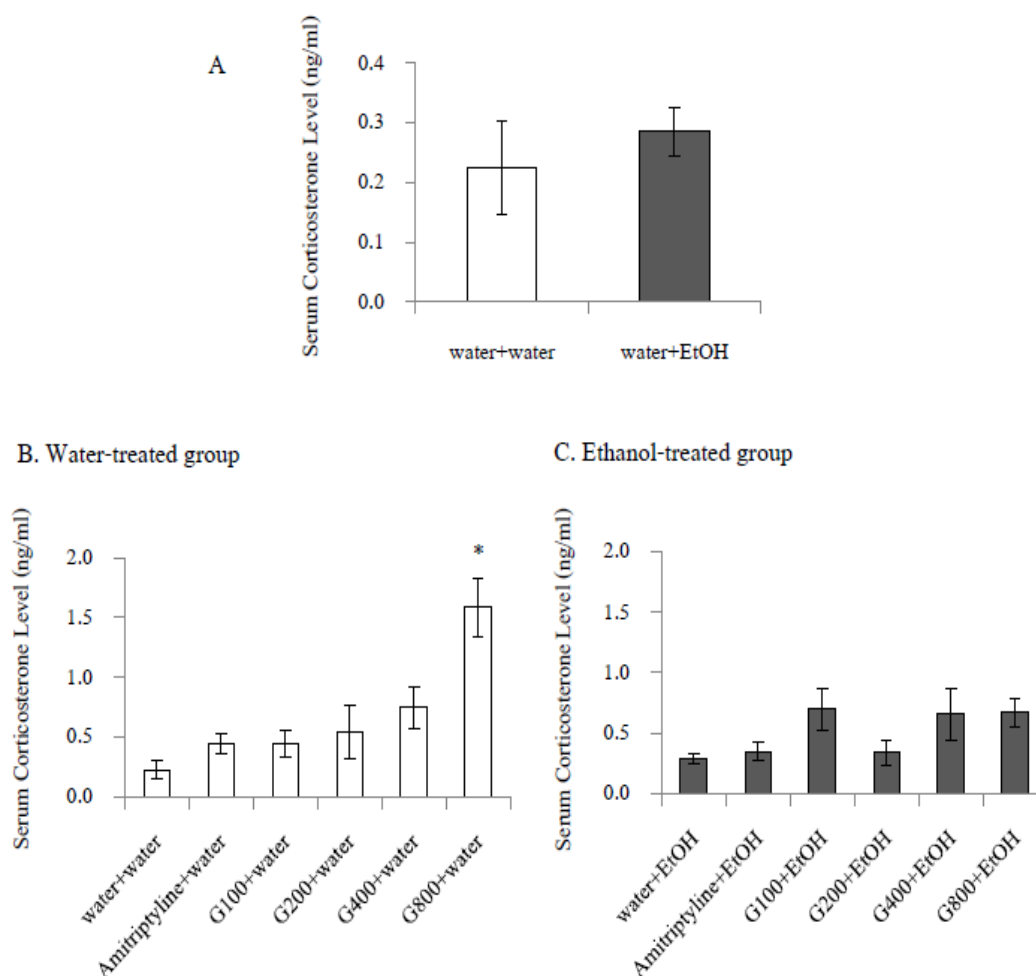 A
Serum Corticosterone Level (ng/ml)
0.4
0.3
0.2
0.1
0.0
water+water
water+EtOH
B. Water-treated group
Serum Corticosterone Level (ng/ml)
2.0
1.5
1.0
0.5
0.0
*
water+water
Amitriptyline+water
G100+water
G200+water
G400+water
G800+water
C. Ethanol-treated group
Serum Corticosterone Level (ng/ml)
2.0
1.5
1.0
0.5
0.0
water+EtOH
Amitriptyline+EtOH
G100+EtOH
G200+EtOH
G400+EtOH
G800+EtOH